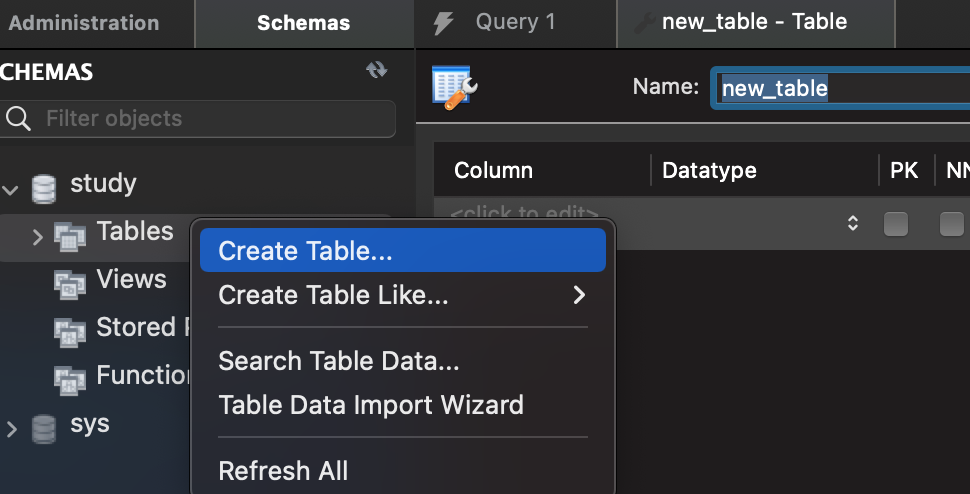 Administration Schemas Query 1 new_table - Table
CHEMAS
Filter objects
Name: new_table
Column Datatype PK NN
<click to edit>
study
Tables
Views
Stored
Function
sys
Create Table...
Create Table Like...
Search Table Data...
Table Data Import Wizard
Refresh All